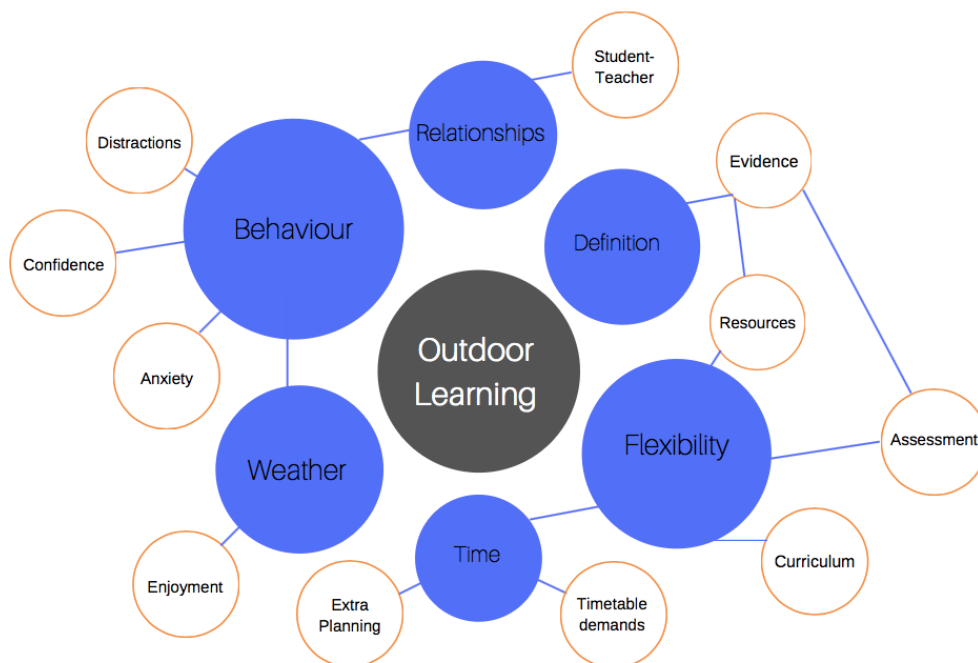 Student-
Teacher
Relationships
Distractions
Evidence
Behaviour
Definition
Confidence
Resources
Outdoor
Learning
Anxiety
Flexibility
Assessment
Weather
Time
Curriculum
Enjoyment
Extra
Planning
Timetable
demands